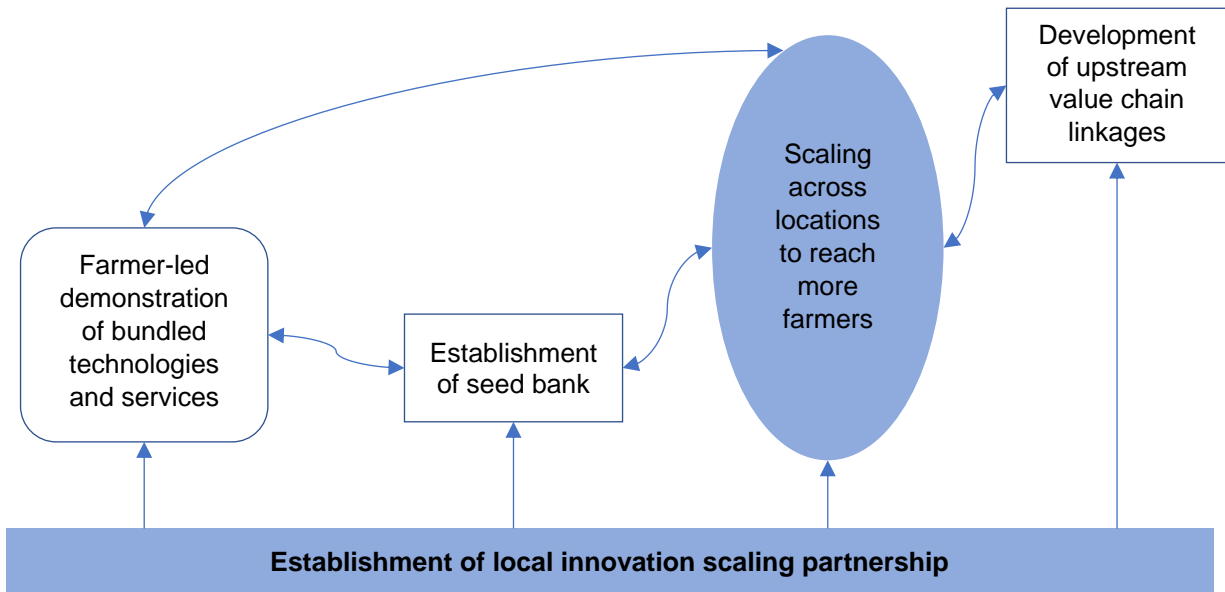 Development
of upstream
value chain
linkages
Scaling
across
locations
to reach
more
farmers
Farmer-led
demonstration
of bundled
technologies
and services
Establishment
of seed bank
Establishment of local innovation scaling partnership